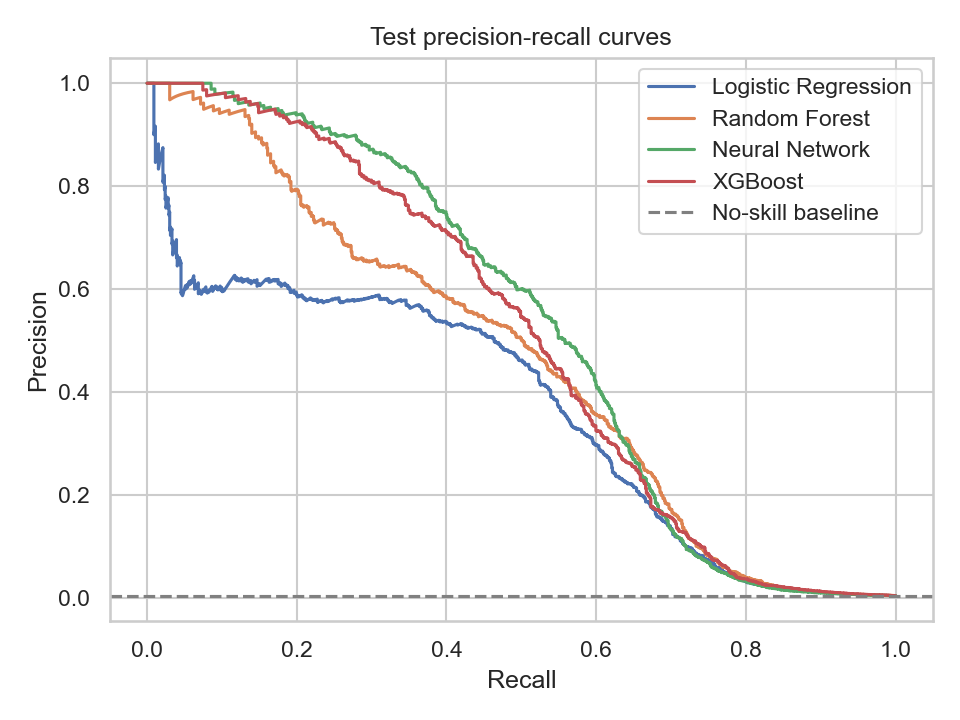 Test precision-recall curves
Precision
1.0
0.8
0.6
0.4
0.2
0.0
Logistic Regression
Random Forest
Neural Network
XGBoost
No-skill baseline
0.0 0.2 0.4 0.6 0.8 1.0
Recall